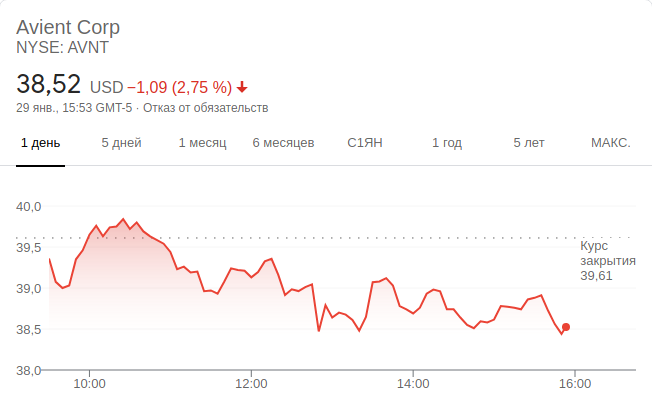 Avient Corp
NYSE: AVNT
38,52 USD −1,09 (2,75 %)
29 янв., 15:53 GMT-5 · Отказ от обязательств
1 день 5 дней 1 месяц 6 месяцев С1ЯН 1 год 5 лет МАКС.
40,0
39,5
Курс
закрытия
39,61
39,0
38,5
38,0
10:00 12:00 14:00 16:00